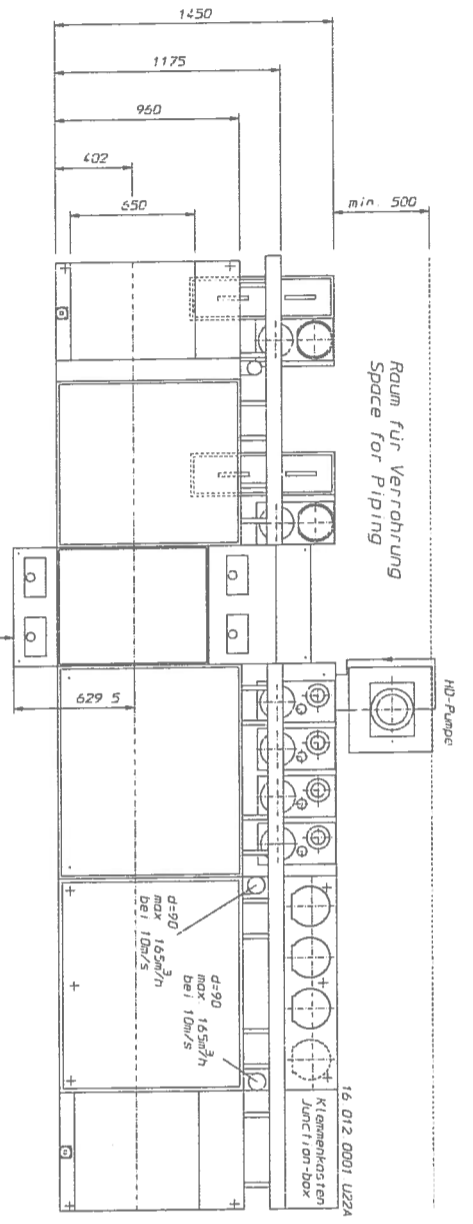 1450
1175
960
402
650
min. 500
Raum für Verrohrung
Space for Piping
HD-Pumpe
629 5
d=90
max 165m³/h
bei 10m/s
d=90
max 165m³/h
bei 10m/s
16 012 0001 U22A
Klemmenkasten
Junction-box